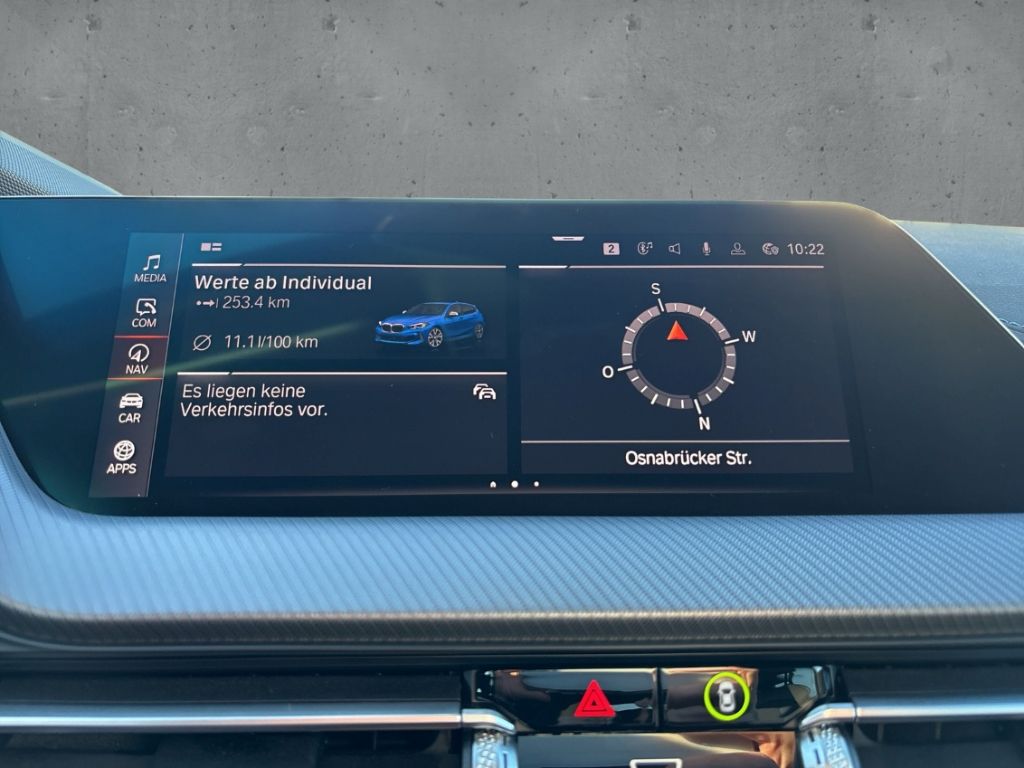 MEDIA
COM
NAV
CAR
APPS
Werte ab Individual
253.4 km
11.1l/100 km
Es liegen keine
Verkehrsinfos vor.
2
10:22
S
W
O
N
Osnabrücker Str.